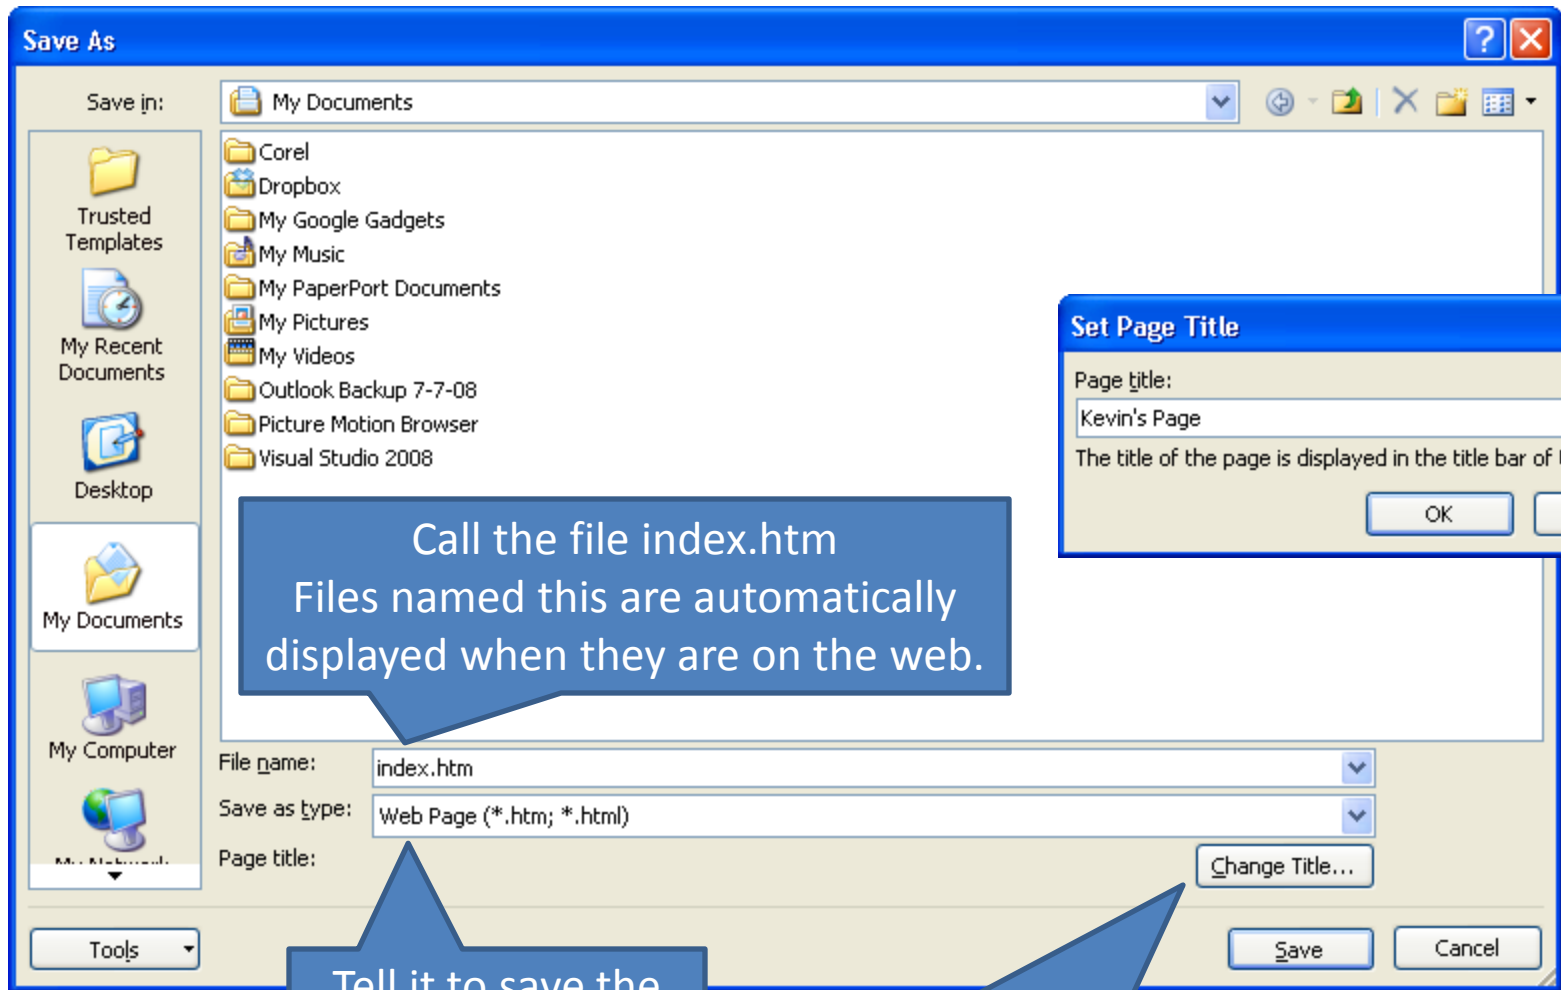 Save As
Save in:
My Documents
Trusted
Templates
My Recent
Documents
Desktop
My Documents
My Computer
My Network
Corel
Dropbox
My Google Gadgets
My Music
My PaperPort Documents
My Pictures
My Videos
Outlook Backup 7-7-08
Picture Motion Browser
Visual Studio 2008
Set Page Title
Page title:
Kevin's Page
The title of the page is displayed in the title bar of
OK
Call the file index.htm
Files named this are automatically
displayed when they are on the web.
File name:
index.htm
Save as type:
Web Page (*.htm; *.html)
Page title:
Change Title...
Tools
Save
Cancel
Tell it to save the